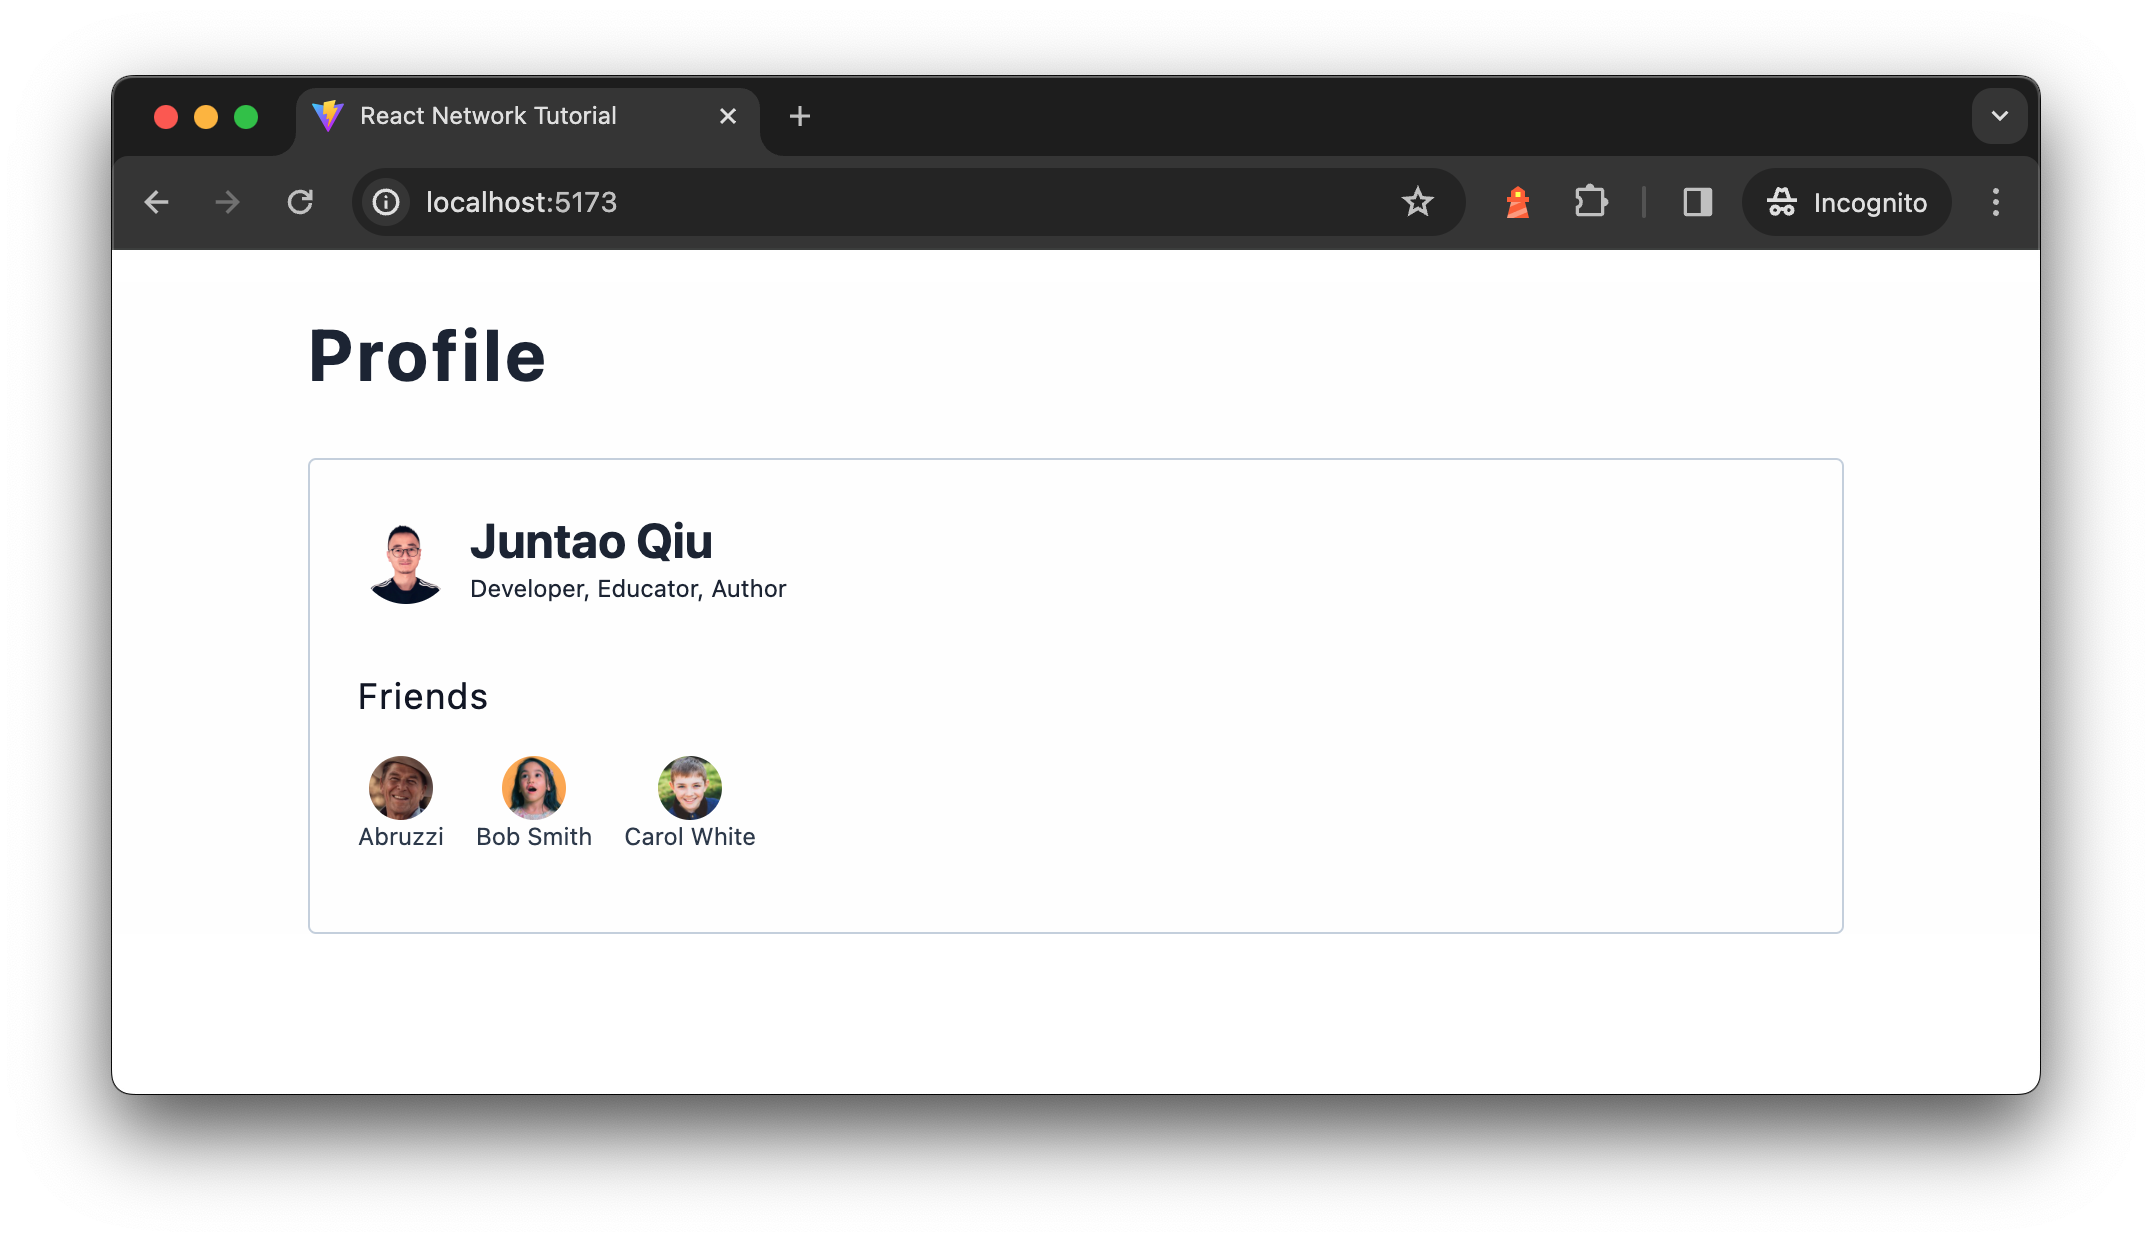 React Network Tutorial
localhost:5173
Incognito
Profile
Juntao Qiu
Developer, Educator, Author
Friends
Abruzzi
Bob Smith
Carol White